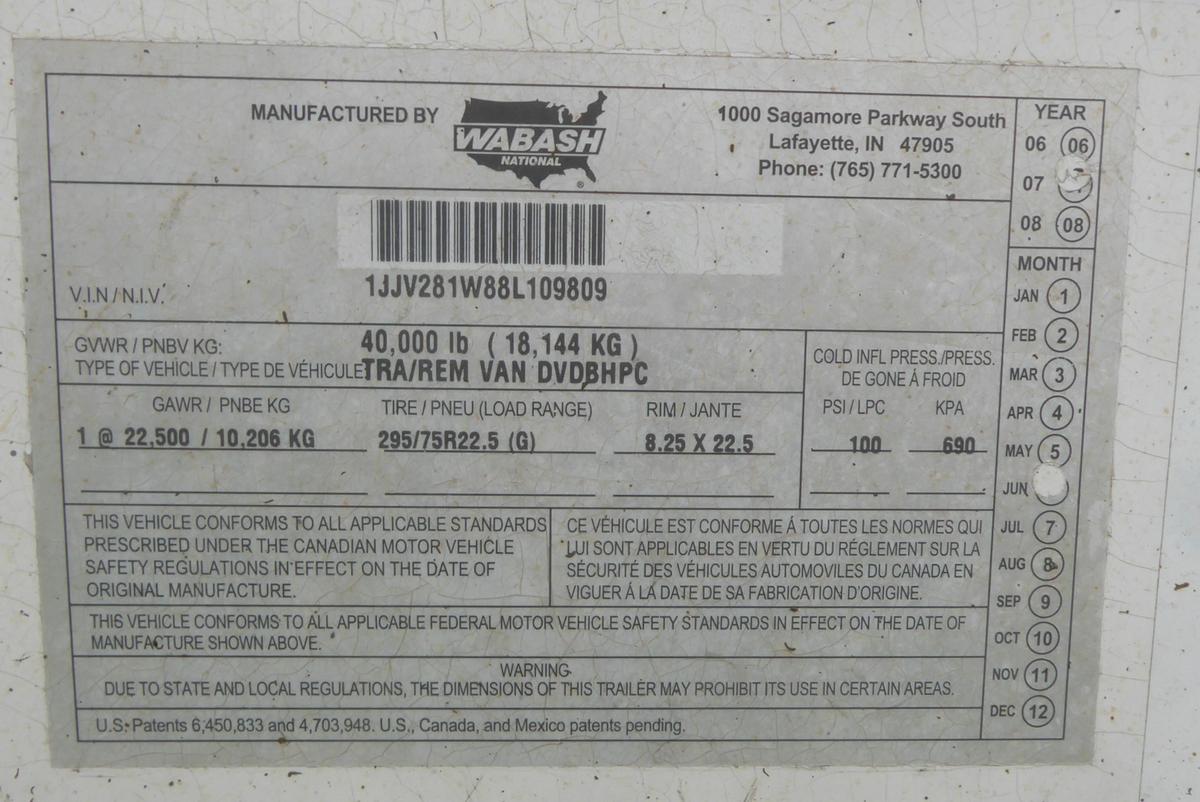 MANUFACTURED BY
WABASH
NATIONAL
®
1000 Sagamore Parkway South
Lafayette, IN 47905
Phone: (765) 771-5300
YEAR
06 06
07
08 08
MONTH
JAN 1
FEB 2
MAR 3
APR 4
MAY 5
JUN
JUL 7
AUG 8
SEP 9
OCT 10
NOV 11
DEC 12
V.I.N / N.I.V. 1JJV281W88L109809
GVWR / PNBV KG: 40,000 lb ( 18,144 KG )
TYPE OF VEHICLE / TYPE DE VÉHICULE TRA/REM VAN DVDBHPC
GAWR / PNBE KG TIRE / PNEU (LOAD RANGE) RIM / JANTE
1 @ 22,500 / 10,206 KG 295/75R22.5 (G) 8.25 X 22.5
COLD INFL PRESS./PRESS.
DE GONE Á FROID
PSI / LPC KPA
100 690
THIS VEHICLE CONFORMS TO ALL APPLICABLE STANDARDS
PRESCRIBED UNDER THE CANADIAN MOTOR VEHICLE
SAFETY REGULATIONS IN EFFECT ON THE DATE OF
ORIGINAL MANUFACTURE.
CE VÉHICULE EST CONFORME Á TOUTES LES NORMES QUI
LUI SONT APPLICABLES EN VERTU DU RÉGLEMENT SUR LA
SÉCURITÉ DES VÉHICULES AUTOMOVILES DU CANADA EN
VIGUER Á LA DATE DE SA FABRICATION D'ORIGINE.
THIS VEHICLE CONFORMS TO ALL APPLICABLE FEDERAL MOTOR VEHICLE SAFETY STANDARDS IN EFFECT ON THE DATE OF
MANUFACTURE SHOWN ABOVE.
WARNING
DUE TO STATE AND LOCAL REGULATIONS, THE DIMENSIONS OF THIS TRAILER MAY PROHIBIT ITS USE IN CERTAIN AREAS.
U.S. Patents 6,450,833 and 4,703,948. U.S., Canada, and Mexico patents pending.